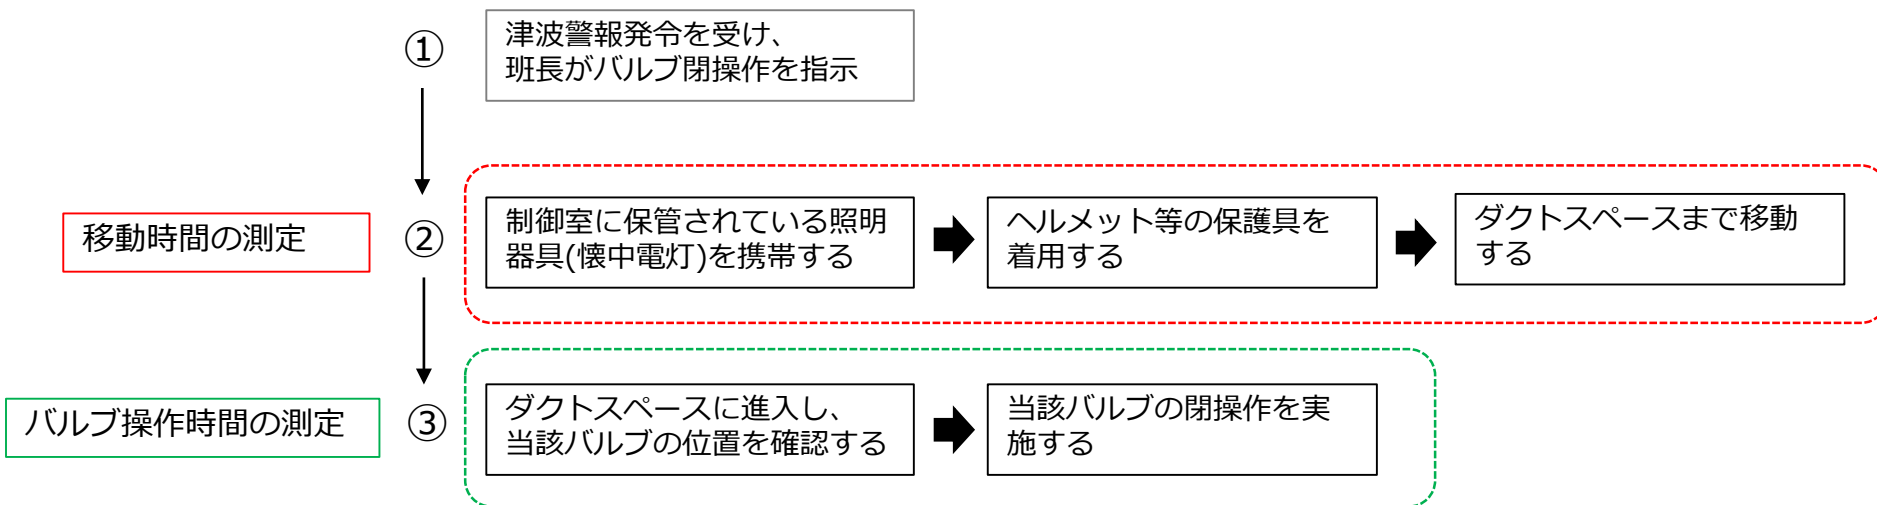 ①
津波警報発令を受け、
班長がバルブ閉操作を指示
移動時間の測定
②
制御室に保管されている照明
器具(懐中電灯)を携帯する
ヘルメット等の保護具を
着用する
ダクトスペースまで移動
する
バルブ操作時間の測定
③
ダクトスペースに進入し、
当該バルブの位置を確認する
当該バルブの閉操作を実
施する